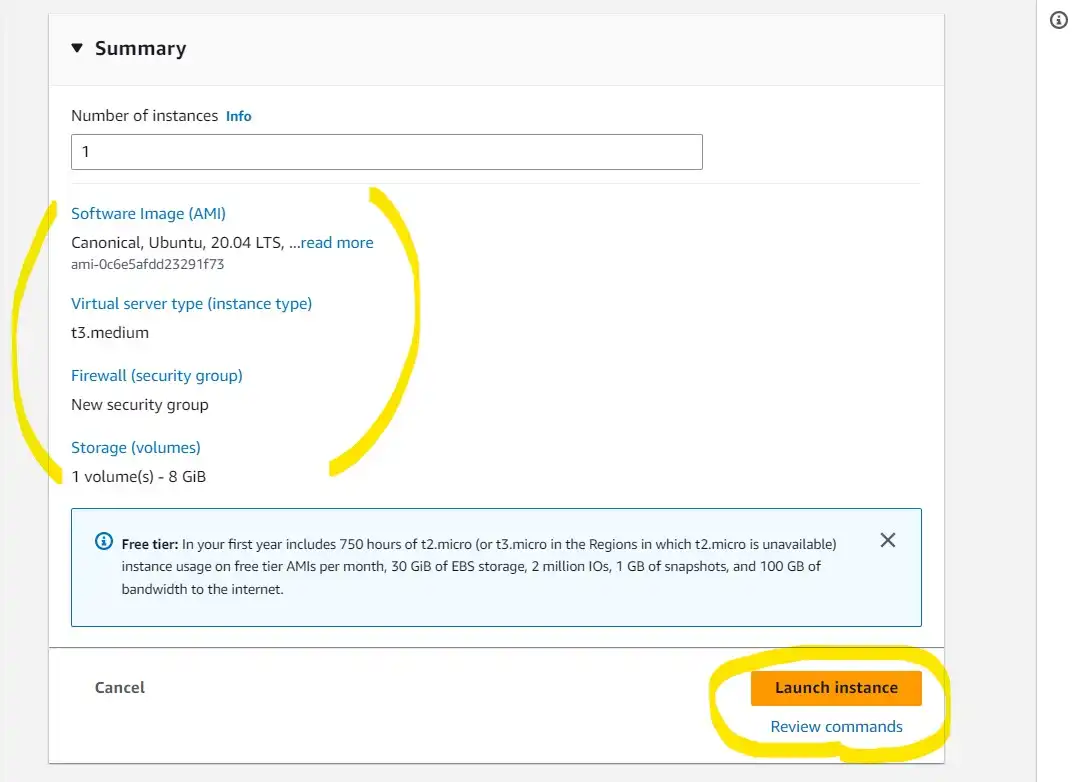 Summary
Number of instances Info
1
Software Image (AMI)
Canonical, Ubuntu, 20.04 LTS, ...read more
ami-0c6e5afdd23291f73
Virtual server type (instance type)
t3.medium
Firewall (security group)
New security group
Storage (volumes)
1 volume(s) - 8 GiB
Free tier: In your first year includes 750 hours of t2.micro (or t3.micro in the Regions in which t2.micro is unavailable)
instance usage on free tier AMIs per month, 30 GiB of EBS storage, 2 million IOs, 1 GB of snapshots, and 100 GB of
bandwidth to the internet.
Cancel
Launch instance
Review commands